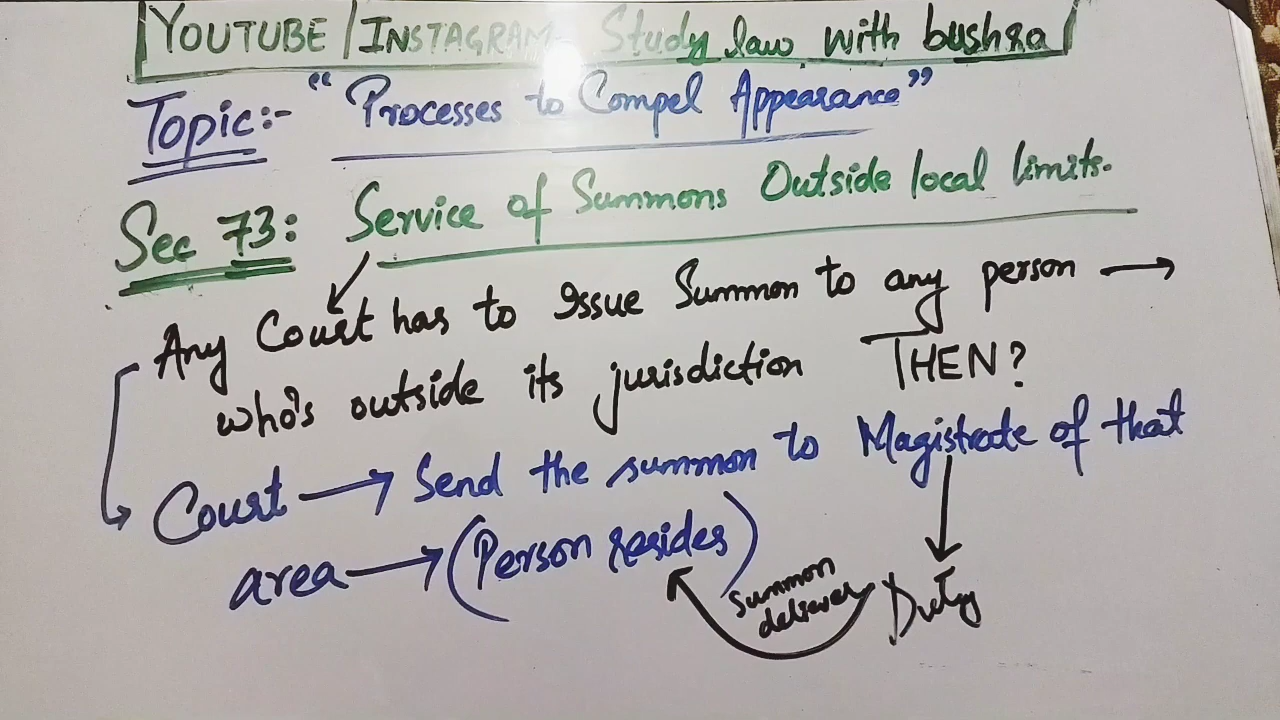 YOUTUBE / INSTAGRAM Study law with bushra
Topic:- "Processes to Compel Appearance"
Sec 73: Service of Summons Outside local limits.
Any Court has to Issue Summon to any person →
who's outside its jurisdiction THEN?
Court → Send the summon to Magistrate of that
area → (Person resides)
Summon
deliever
Duty